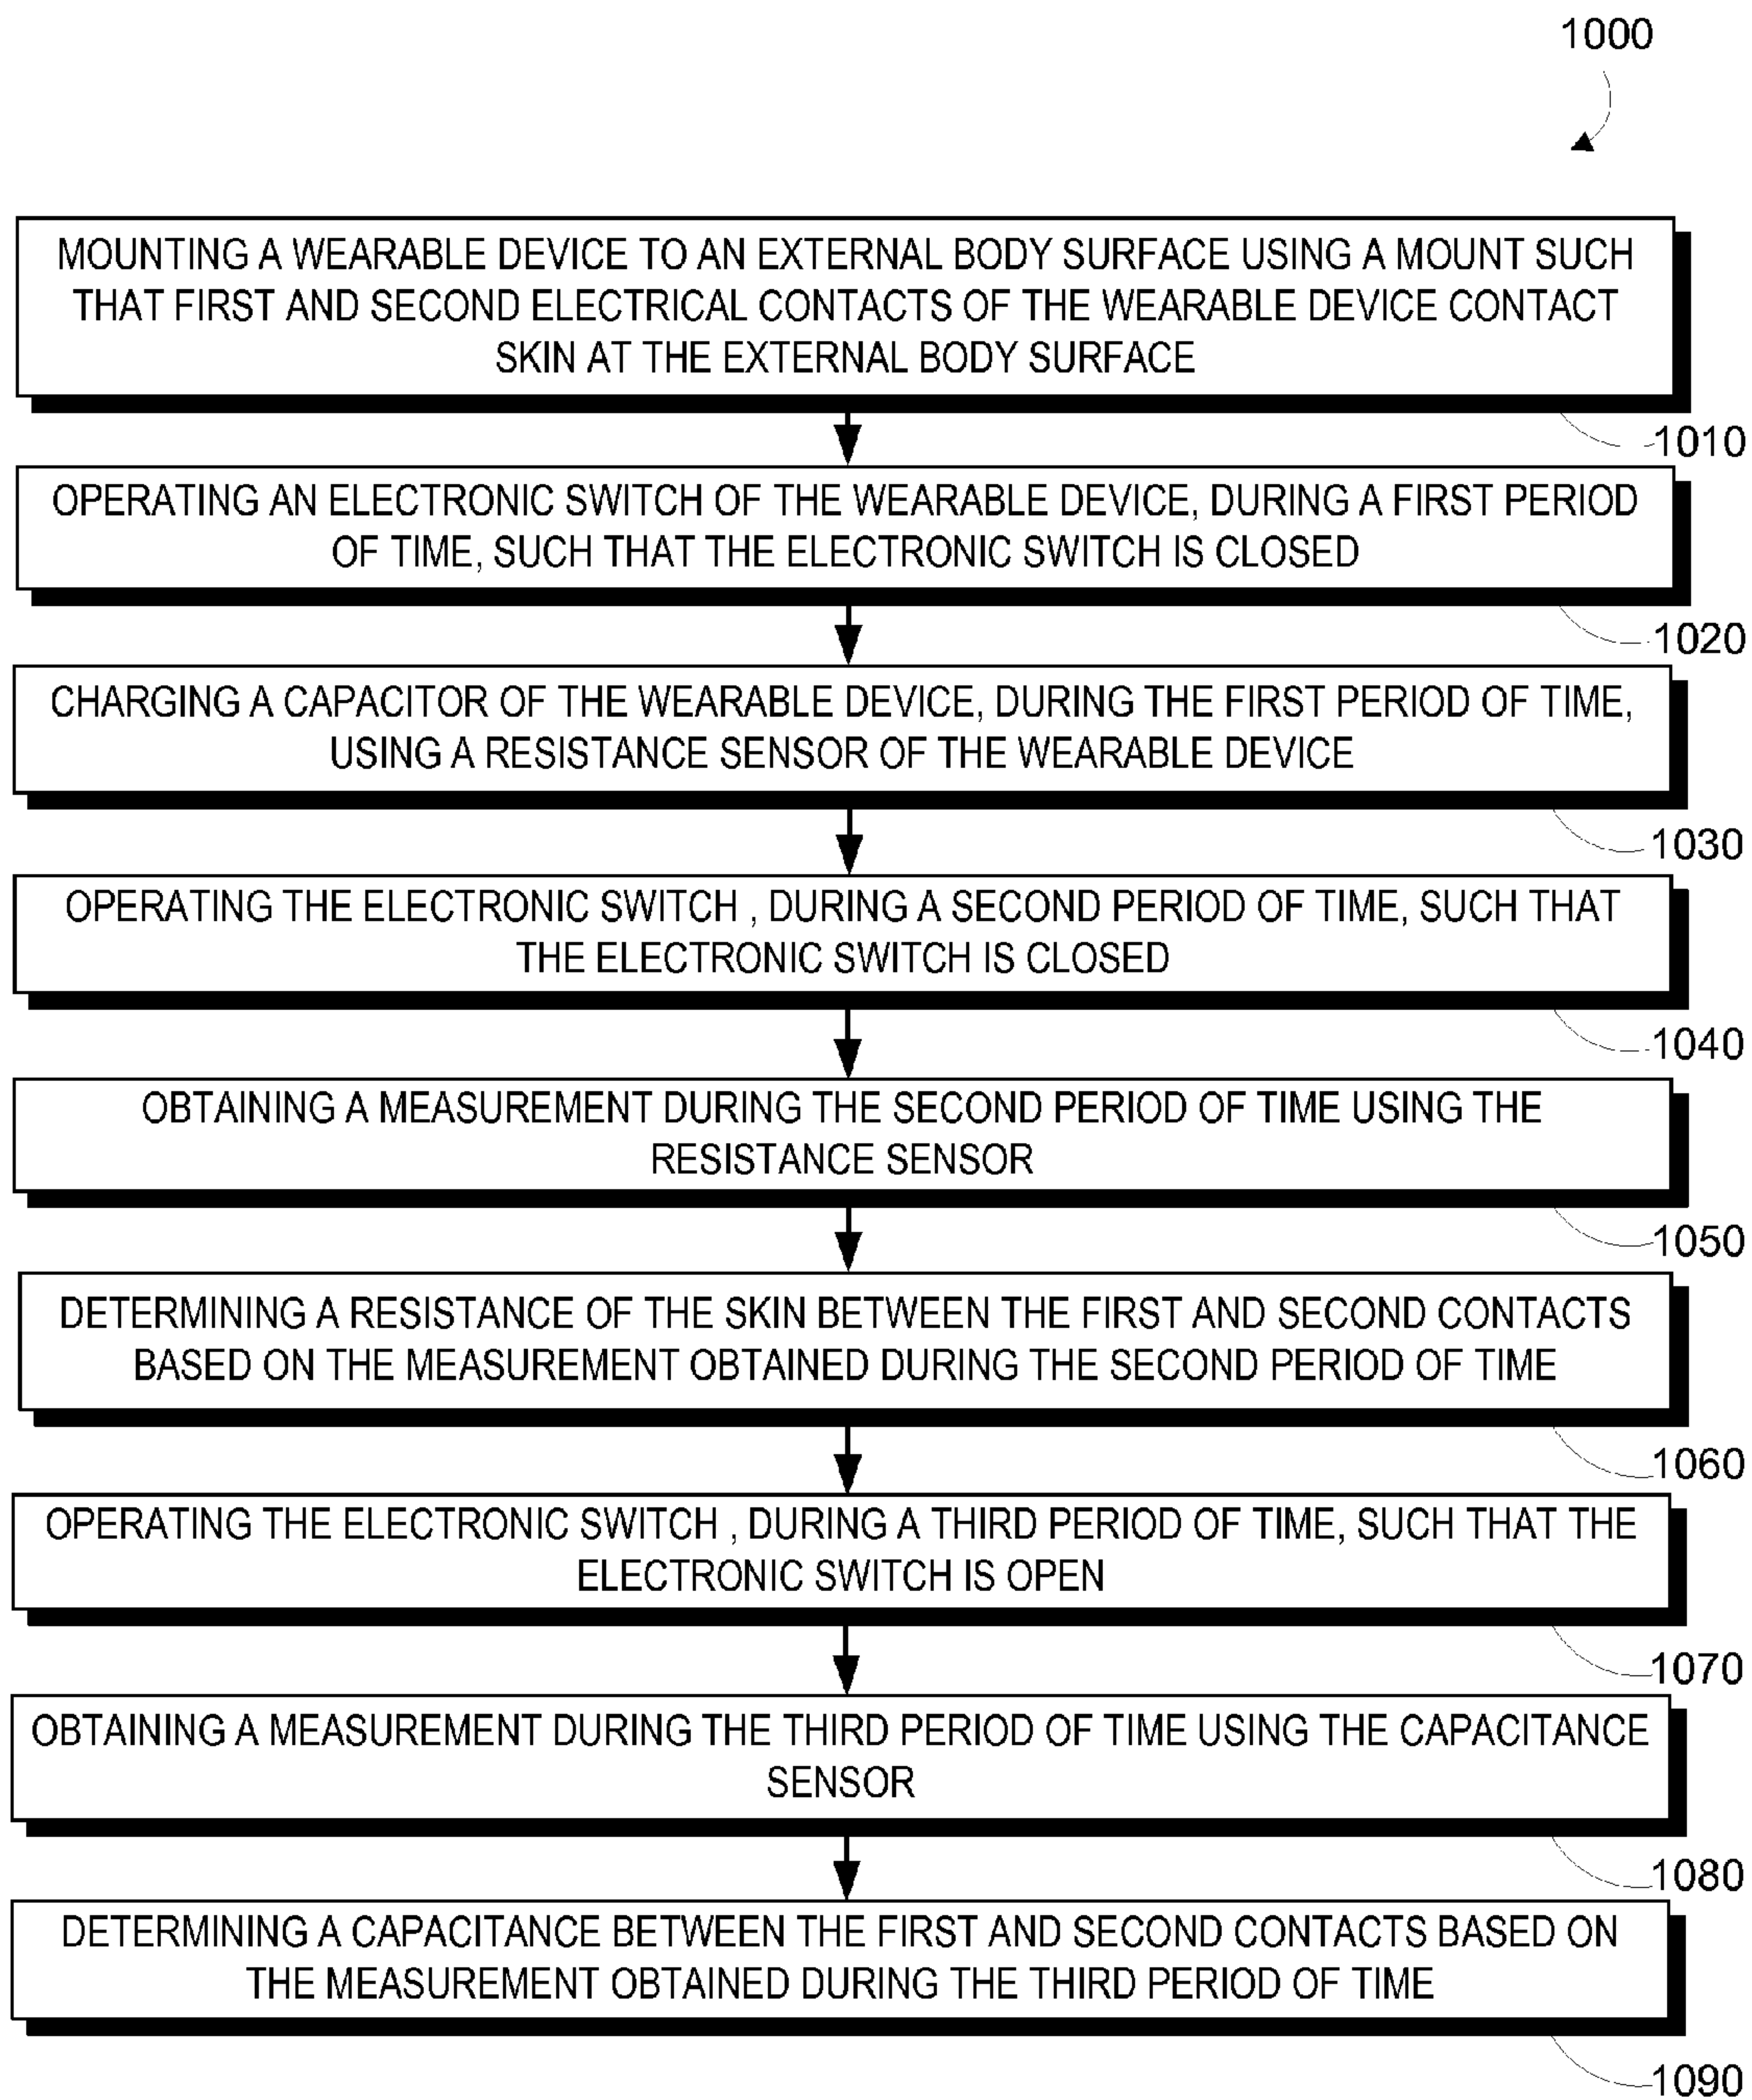 1000
MOUNTING A WEARABLE DEVICE TO AN EXTERNAL BODY SURFACE USING A MOUNT SUCH
THAT FIRST AND SECOND ELECTRICAL CONTACTS OF THE WEARABLE DEVICE CONTACT
SKIN AT THE EXTERNAL BODY SURFACE
1010
OPERATING AN ELECTRONIC SWITCH OF THE WEARABLE DEVICE, DURING A FIRST PERIOD
OF TIME, SUCH THAT THE ELECTRONIC SWITCH IS CLOSED
1020
CHARGING A CAPACITOR OF THE WEARABLE DEVICE, DURING THE FIRST PERIOD OF TIME,
USING A RESISTANCE SENSOR OF THE WEARABLE DEVICE
1030
OPERATING THE ELECTRONIC SWITCH , DURING A SECOND PERIOD OF TIME, SUCH THAT
THE ELECTRONIC SWITCH IS CLOSED
1040
OBTAINING A MEASUREMENT DURING THE SECOND PERIOD OF TIME USING THE
RESISTANCE SENSOR
1050
DETERMINING A RESISTANCE OF THE SKIN BETWEEN THE FIRST AND SECOND CONTACTS
BASED ON THE MEASUREMENT OBTAINED DURING THE SECOND PERIOD OF TIME
1060
OPERATING THE ELECTRONIC SWITCH , DURING A THIRD PERIOD OF TIME, SUCH THAT THE
ELECTRONIC SWITCH IS OPEN
1070
OBTAINING A MEASUREMENT DURING THE THIRD PERIOD OF TIME USING THE CAPACITANCE
SENSOR
1080
DETERMINING A CAPACITANCE BETWEEN THE FIRST AND SECOND CONTACTS BASED ON
THE MEASUREMENT OBTAINED DURING THE THIRD PERIOD OF TIME
1090